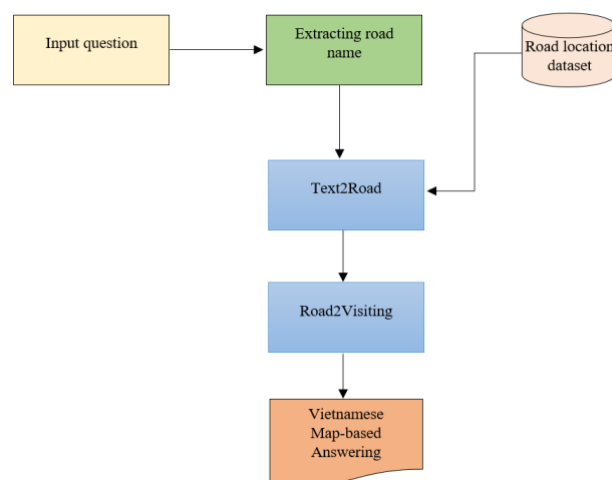 Input question
Extracting road
name
Road location
dataset
Text2Road
Road2Visiting
Vietnamese
Map-based
Answering